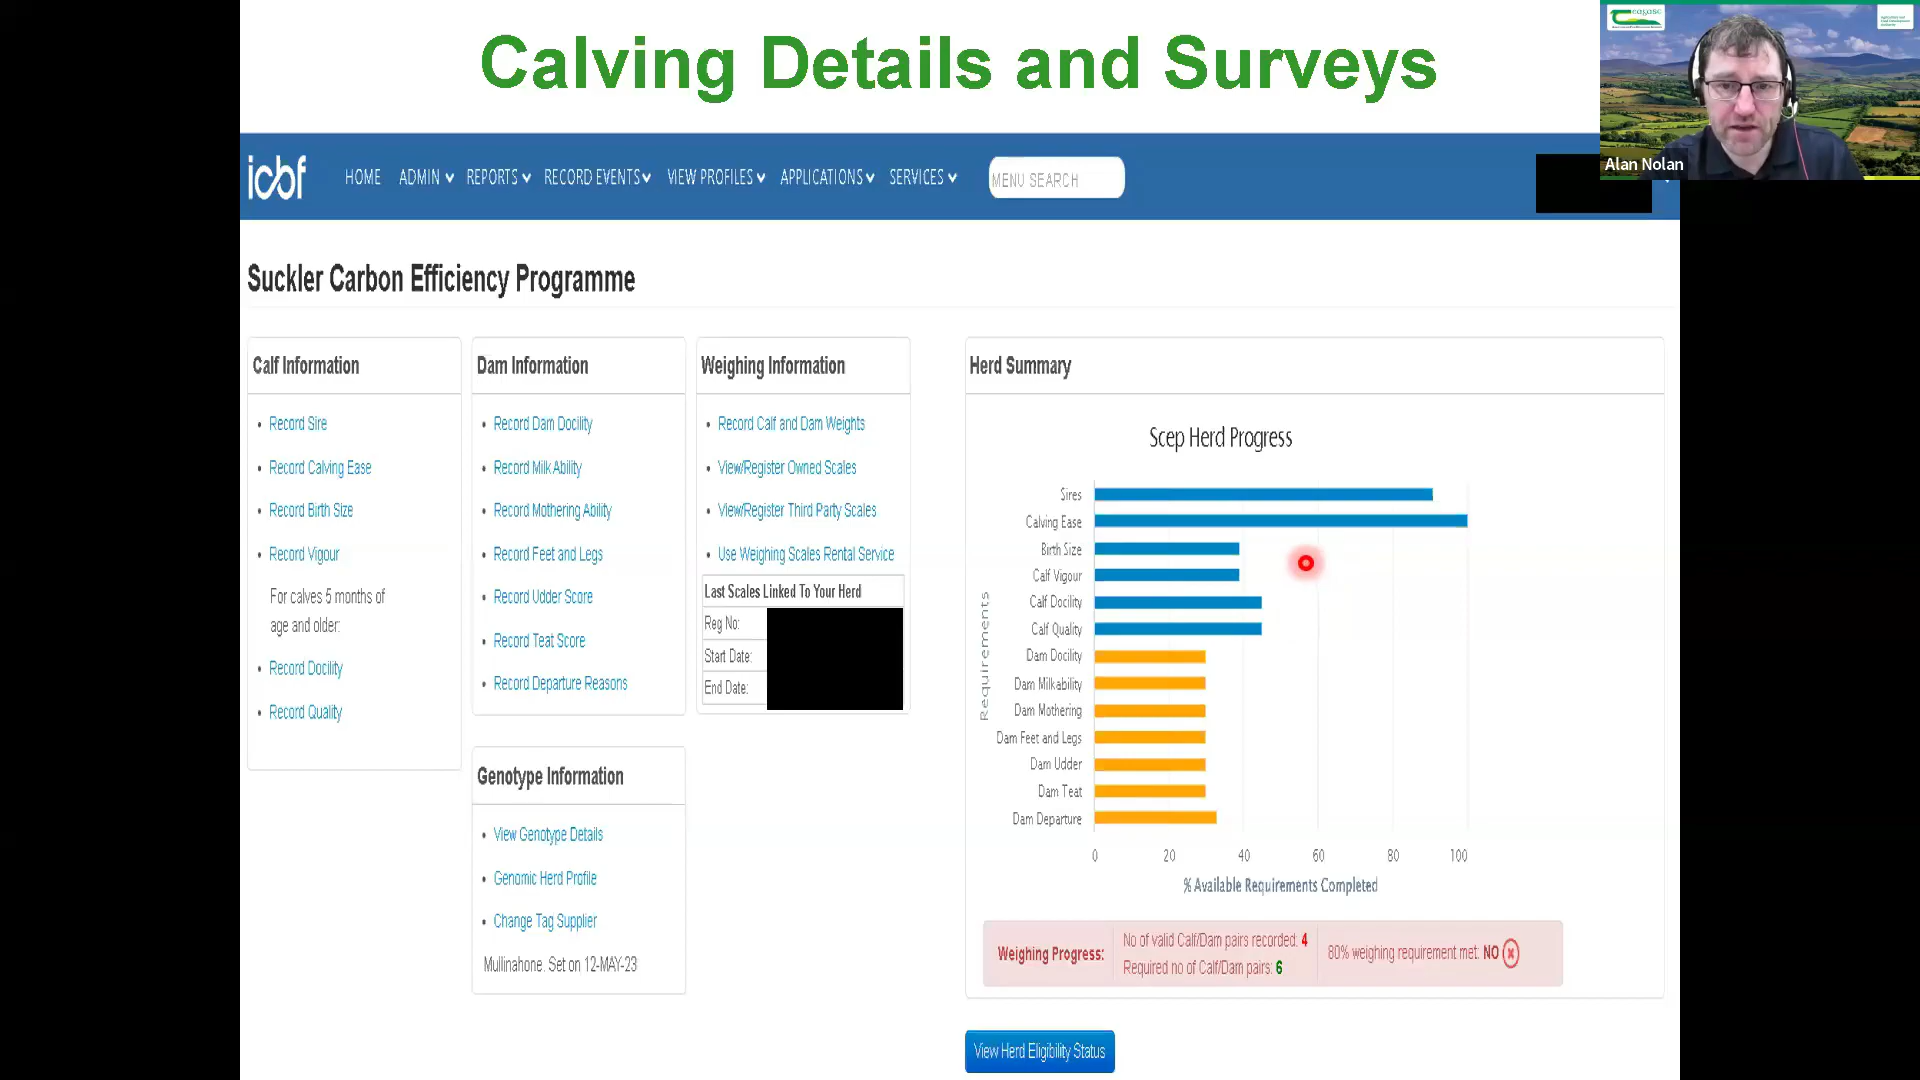 Calving Details and Surveys
Teagasc
Alan Nolan
icbf
HOME ADMIN REPORTS RECORD EVENTS VIEW PROFILES APPLICATIONS SERVICES MENU SEARCH
Suckler Carbon Efficiency Programme
Calf Information
Record Sire
Record Calving Ease
Record Birth Size
Record Vigour
For calves 5 months of
age and older:
Record Docility
Record Quality
Dam Information
Record Dam Docility
Record Milk Ability
Record Mothering Ability
Record Feet and Legs
Record Udder Score
Record Teat Score
Record Departure Reasons
Genotype Information
View Genotype Details
Genomic Herd Profile
Change Tag Supplier
Mullinahone. Set on 12-MAY-23
Weighing Information
Record Calf and Dam Weights
View/Register Owned Scales
View/Register Third Party Scales
Use Weighing Scales Rental Service
Last Scales Linked To Your Herd
Reg No:
Start Date:
End Date:
Herd Summary
Scep Herd Progress
Requirements
Sires
Calving Ease
Birth Size
Calf Vigour
Calf Docility
Calf Quality
Dam Docility
Dam Milkability
Dam Mothering
Dam Feet and Legs
Dam Udder
Dam Teat
Dam Departure
0 20 40 60 80 100
% Available Requirements Completed
Weighing Progress:
No of valid Calf/Dam pairs recorded: 4
Required no of Calf/Dam pairs: 6
80% weighing requirement met: NO
View Herd Eligibility Status